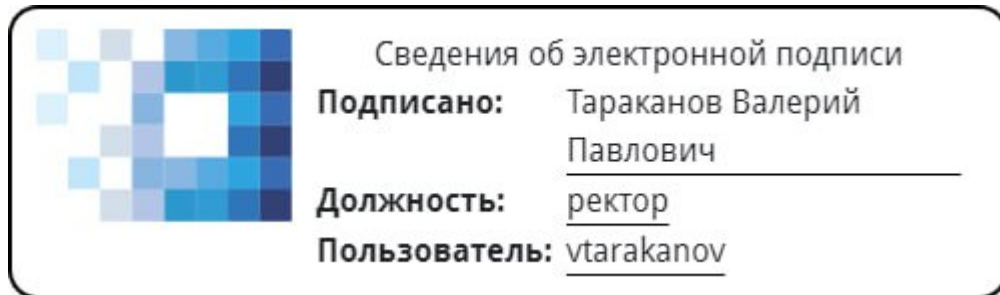 Сведения об электронной подписи
Подписано: Тараканов Валерий
Павлович
Должность: ректор
Пользователь: vtarakanov